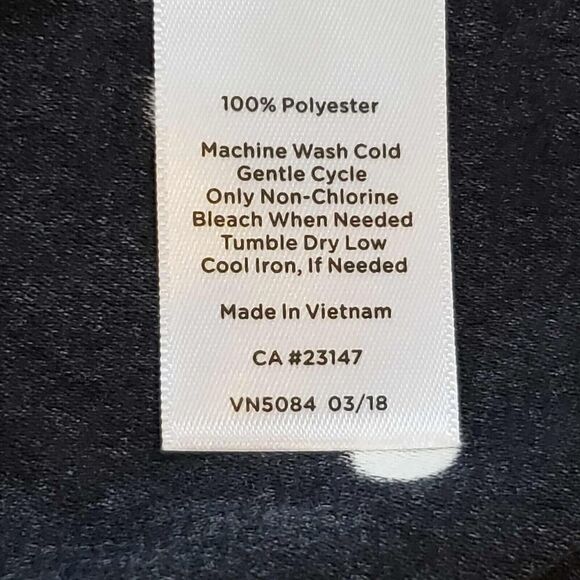 100% Polyester
Machine Wash Cold
Gentle Cycle
Only Non-Chlorine
Bleach When Needed
Tumble Dry Low
Cool Iron, If Needed
Made In Vietnam
CA #23147
VN5084 03/18